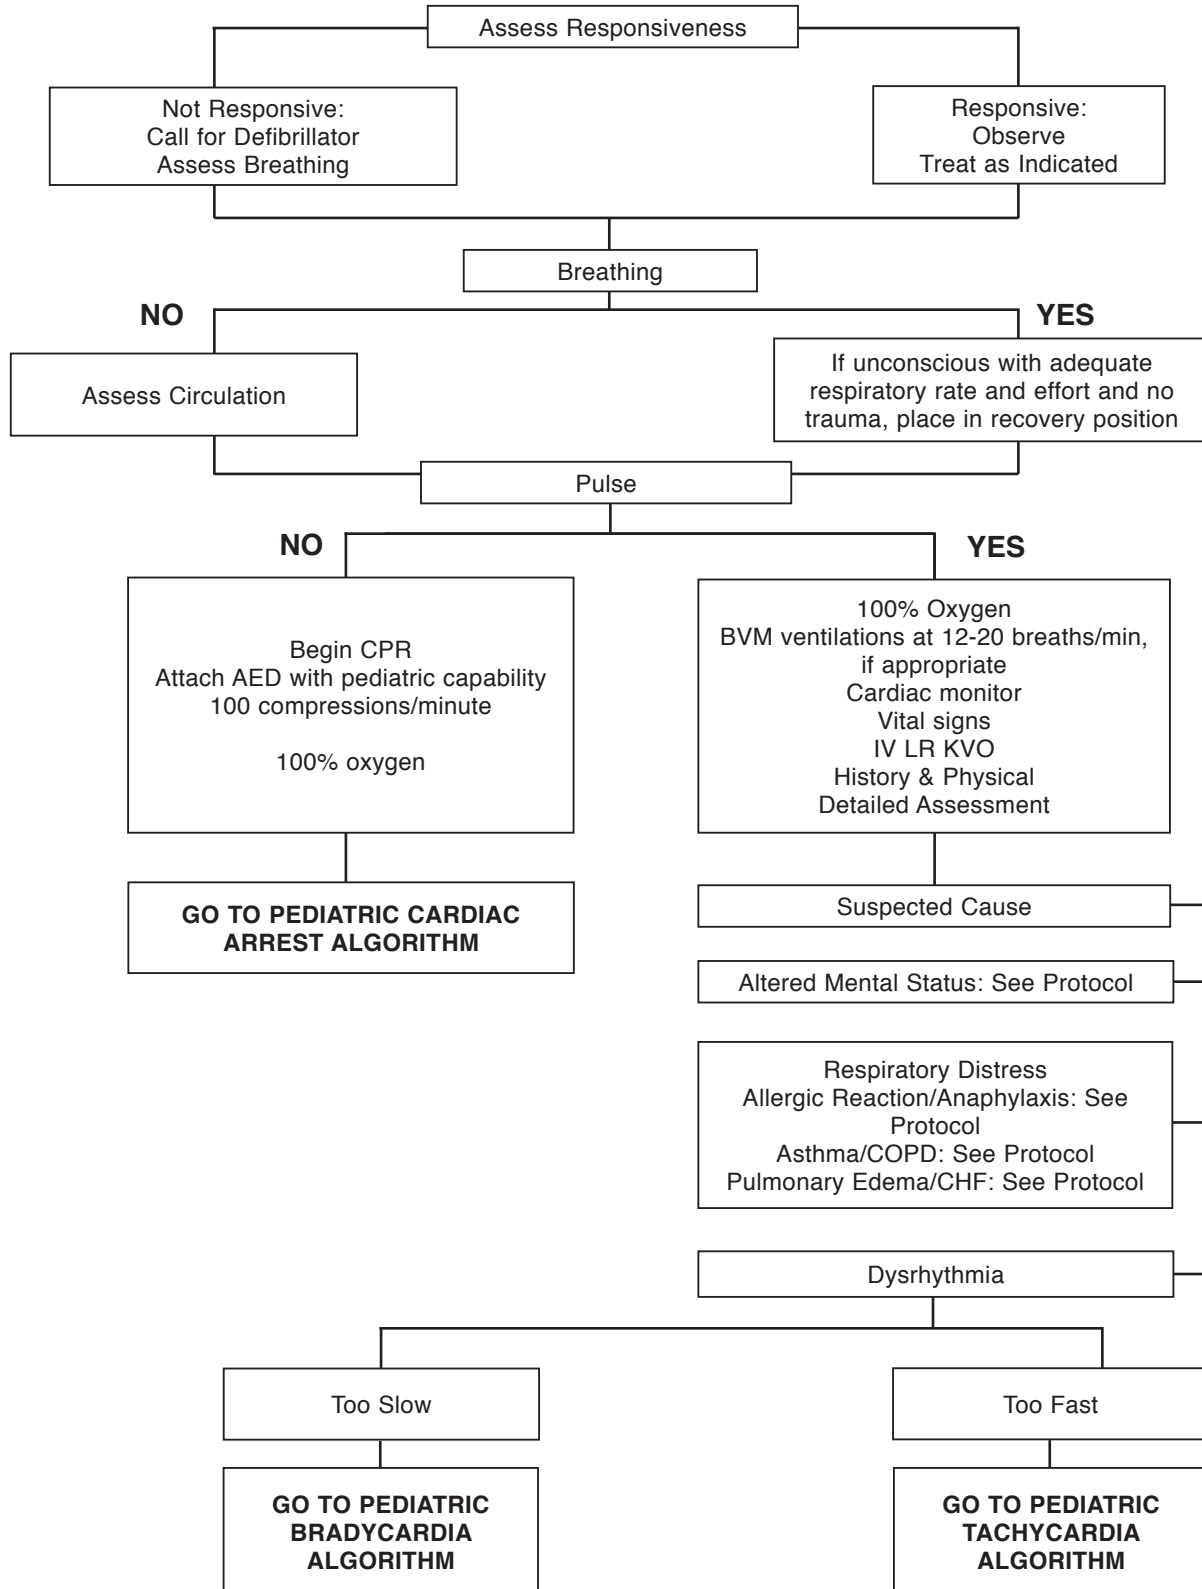 Assess Responsiveness
Not Responsive:
Call for Defibrillator
Assess Breathing
Responsive:
Observe
Treat as Indicated
Breathing
NO
YES
Assess Circulation
If unconscious with adequate
respiratory rate and effort and no
trauma, place in recovery position
Pulse
NO
YES
Begin CPR
Attach AED with pediatric capability
100 compressions/minute
100% oxygen
100% Oxygen
BVM ventilations at 12-20 breaths/min,
if appropriate
Cardiac monitor
Vital signs
IV LR KVO
History & Physical
Detailed Assessment
GO TO PEDIATRIC CARDIAC
ARREST ALGORITHM
Suspected Cause
Altered Mental Status: See Protocol
Respiratory Distress
Allergic Reaction/Anaphylaxis: See
Protocol
Asthma/COPD: See Protocol
Pulmonary Edema/CHF: See Protocol
Dysrhythmia
Too Slow
Too Fast
GO TO PEDIATRIC
BRADYCARDIA
ALGORITHM
GO TO PEDIATRIC
TACHYCARDIA
ALGORITHM